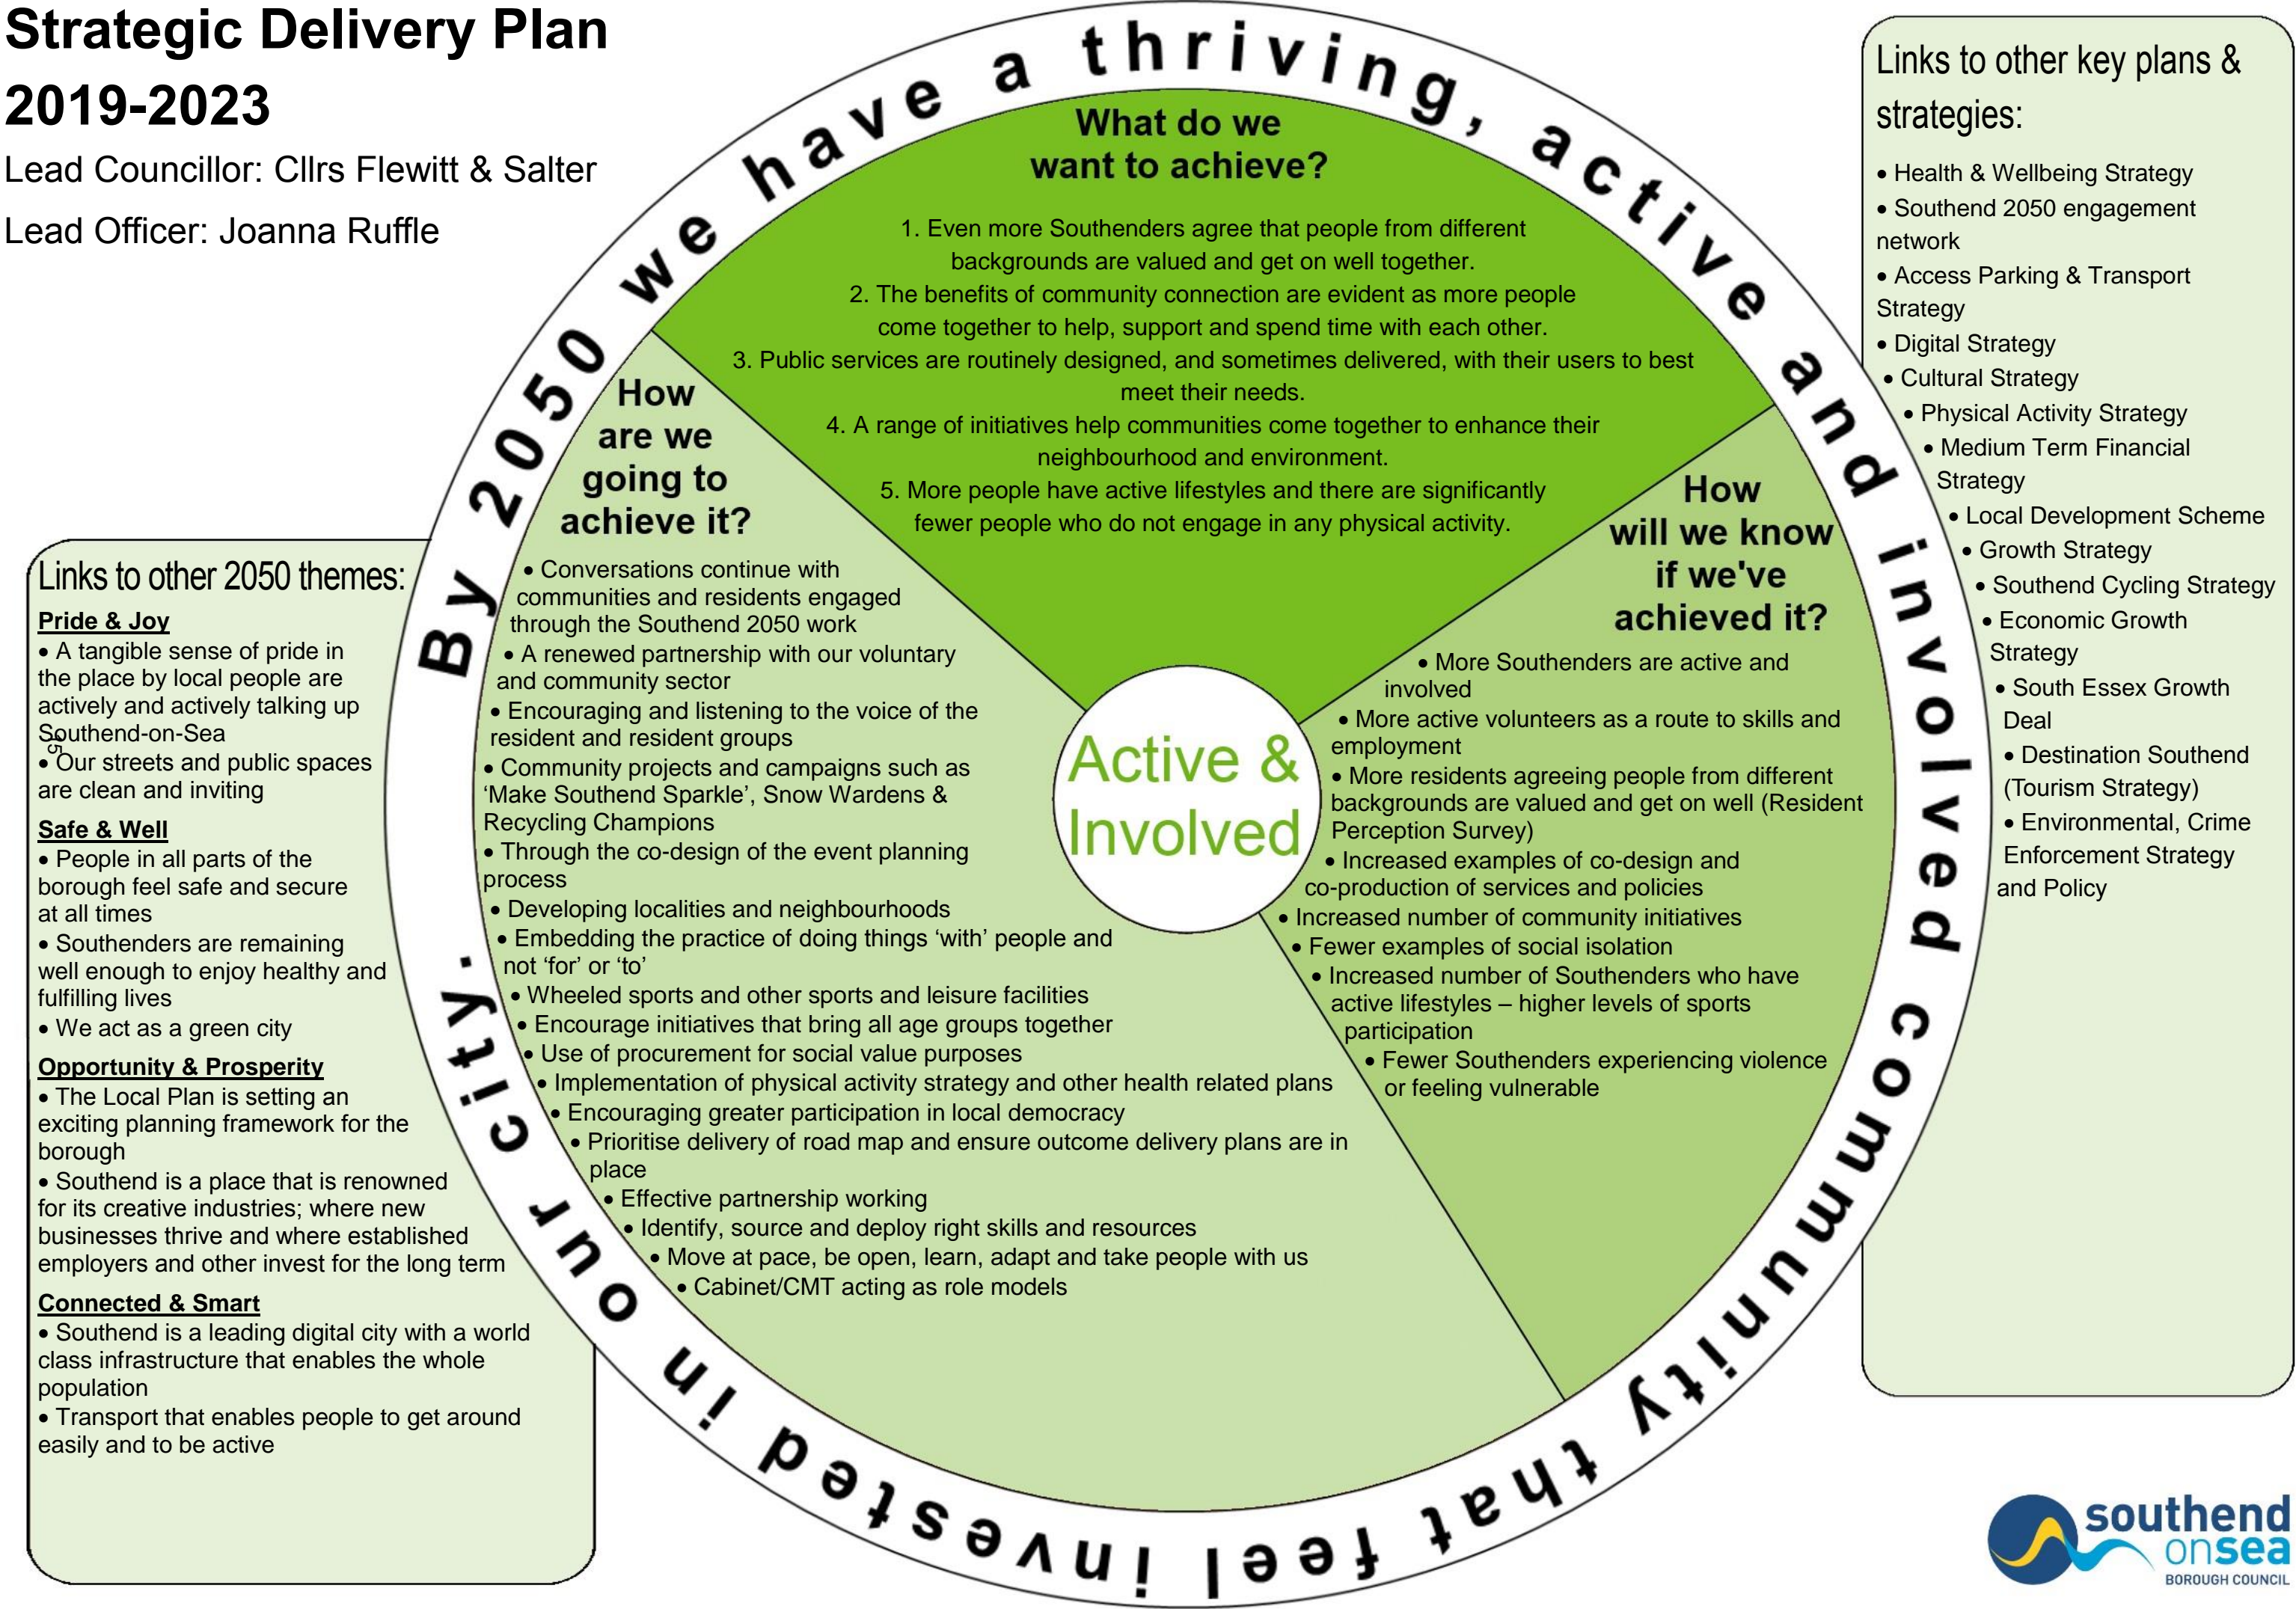 Strategic Delivery Plan
2019-2023
Lead Councillor: Cllrs Flewitt & Salter
Lead Officer: Joanna Ruffle
By 2050 we have a thriving, active and involved community that feel invested in our city.
What do we
want to achieve?
1. Even more Southenders agree that people from different
backgrounds are valued and get on well together.
2. The benefits of community connection are evident as more people
come together to help, support and spend time with each other.
3. Public services are routinely designed, and sometimes delivered, with their users to best
meet their needs.
4. A range of initiatives help communities come together to enhance their
neighbourhood and environment.
5. More people have active lifestyles and there are significantly
fewer people who do not engage in any physical activity.
How
are we
going to
achieve it?
• Conversations continue with
communities and residents engaged
through the Southend 2050 work
• A renewed partnership with our voluntary
and community sector
• Encouraging and listening to the voice of the
resident and resident groups
• Community projects and campaigns such as
‘Make Southend Sparkle’, Snow Wardens &
Recycling Champions
• Through the co-design of the event planning
process
• Developing localities and neighbourhoods
• Embedding the practice of doing things ‘with’ people and
not ‘for’ or ‘to’
• Wheeled sports and other sports and leisure facilities
• Encourage initiatives that bring all age groups together
• Use of procurement for social value purposes
• Implementation of physical activity strategy and other health related plans
• Encouraging greater participation in local democracy
• Prioritise delivery of road map and ensure outcome delivery plans are in
place
• Effective partnership working
• Identify, source and deploy right skills and resources
• Move at pace, be open, learn, adapt and take people with us
• Cabinet/CMT acting as role models
Active &
Involved
How
will we know
if we've
achieved it?
• More Southenders are active and
involved
• More active volunteers as a route to skills and
employment
• More residents agreeing people from different
backgrounds are valued and get on well (Resident
Perception Survey)
• Increased examples of co-design and
co-production of services and policies
• Increased number of community initiatives
• Fewer examples of social isolation
• Increased number of Southenders who have
active lifestyles – higher levels of sports
participation
• Fewer Southenders experiencing violence
or feeling vulnerable
Links to other 2050 themes:
Pride & Joy
• A tangible sense of pride in
the place by local people are
actively and actively talking up
Southend-on-Sea
• Our streets and public spaces
are clean and inviting
Safe & Well
• People in all parts of the
borough feel safe and secure
at all times
• Southenders are remaining
well enough to enjoy healthy and
fulfilling lives
• We act as a green city
Opportunity & Prosperity
• The Local Plan is setting an
exciting planning framework for the
borough
• Southend is a place that is renowned
for its creative industries; where new
businesses thrive and where established
employers and other invest for the long term
Connected & Smart
• Southend is a leading digital city with a world
class infrastructure that enables the whole
population
• Transport that enables people to get around
easily and to be active
Links to other key plans &
strategies:
• Health & Wellbeing Strategy
• Southend 2050 engagement
network
• Access Parking & Transport
Strategy
• Digital Strategy
• Cultural Strategy
• Physical Activity Strategy
• Medium Term Financial
Strategy
• Local Development Scheme
• Growth Strategy
• Southend Cycling Strategy
• Economic Growth
Strategy
• South Essex Growth
Deal
• Destination Southend
(Tourism Strategy)
• Environmental, Crime
Enforcement Strategy
and Policy
southend
onsea
BOROUGH COUNCIL